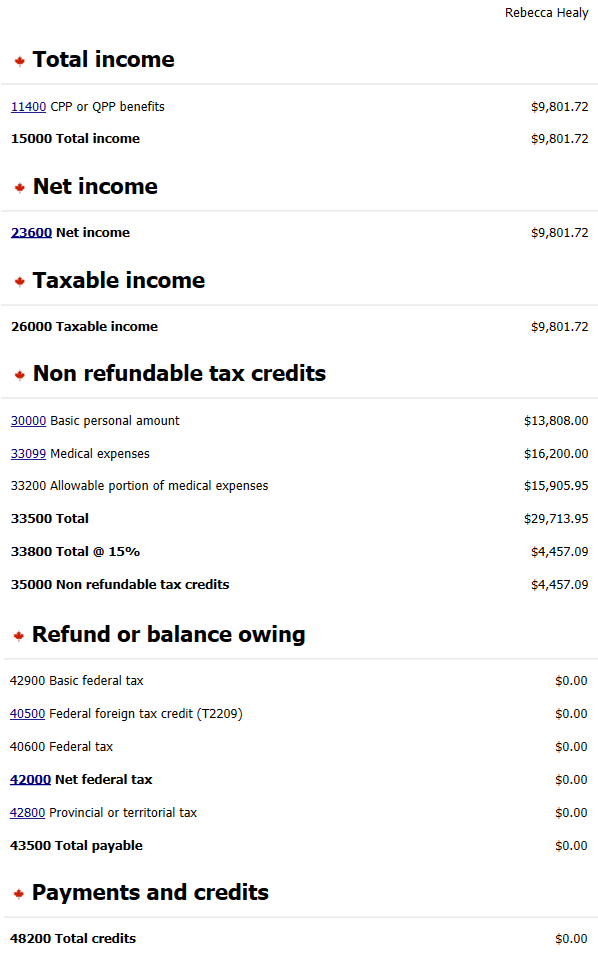 Rebecca Healy
Total income
11400 CPP or QPP benefits $9,801.72
15000 Total income $9,801.72
Net income
23600 Net income $9,801.72
Taxable income
26000 Taxable income $9,801.72
Non refundable tax credits
30000 Basic personal amount $13,808.00
33099 Medical expenses $16,200.00
33200 Allowable portion of medical expenses $15,905.95
33500 Total $29,713.95
33800 Total @ 15% $4,457.09
35000 Non refundable tax credits $4,457.09
Refund or balance owing
42900 Basic federal tax $0.00
40500 Federal foreign tax credit (T2209) $0.00
40600 Federal tax $0.00
42000 Net federal tax $0.00
42800 Provincial or territorial tax $0.00
43500 Total payable $0.00
Payments and credits
48200 Total credits $0.00